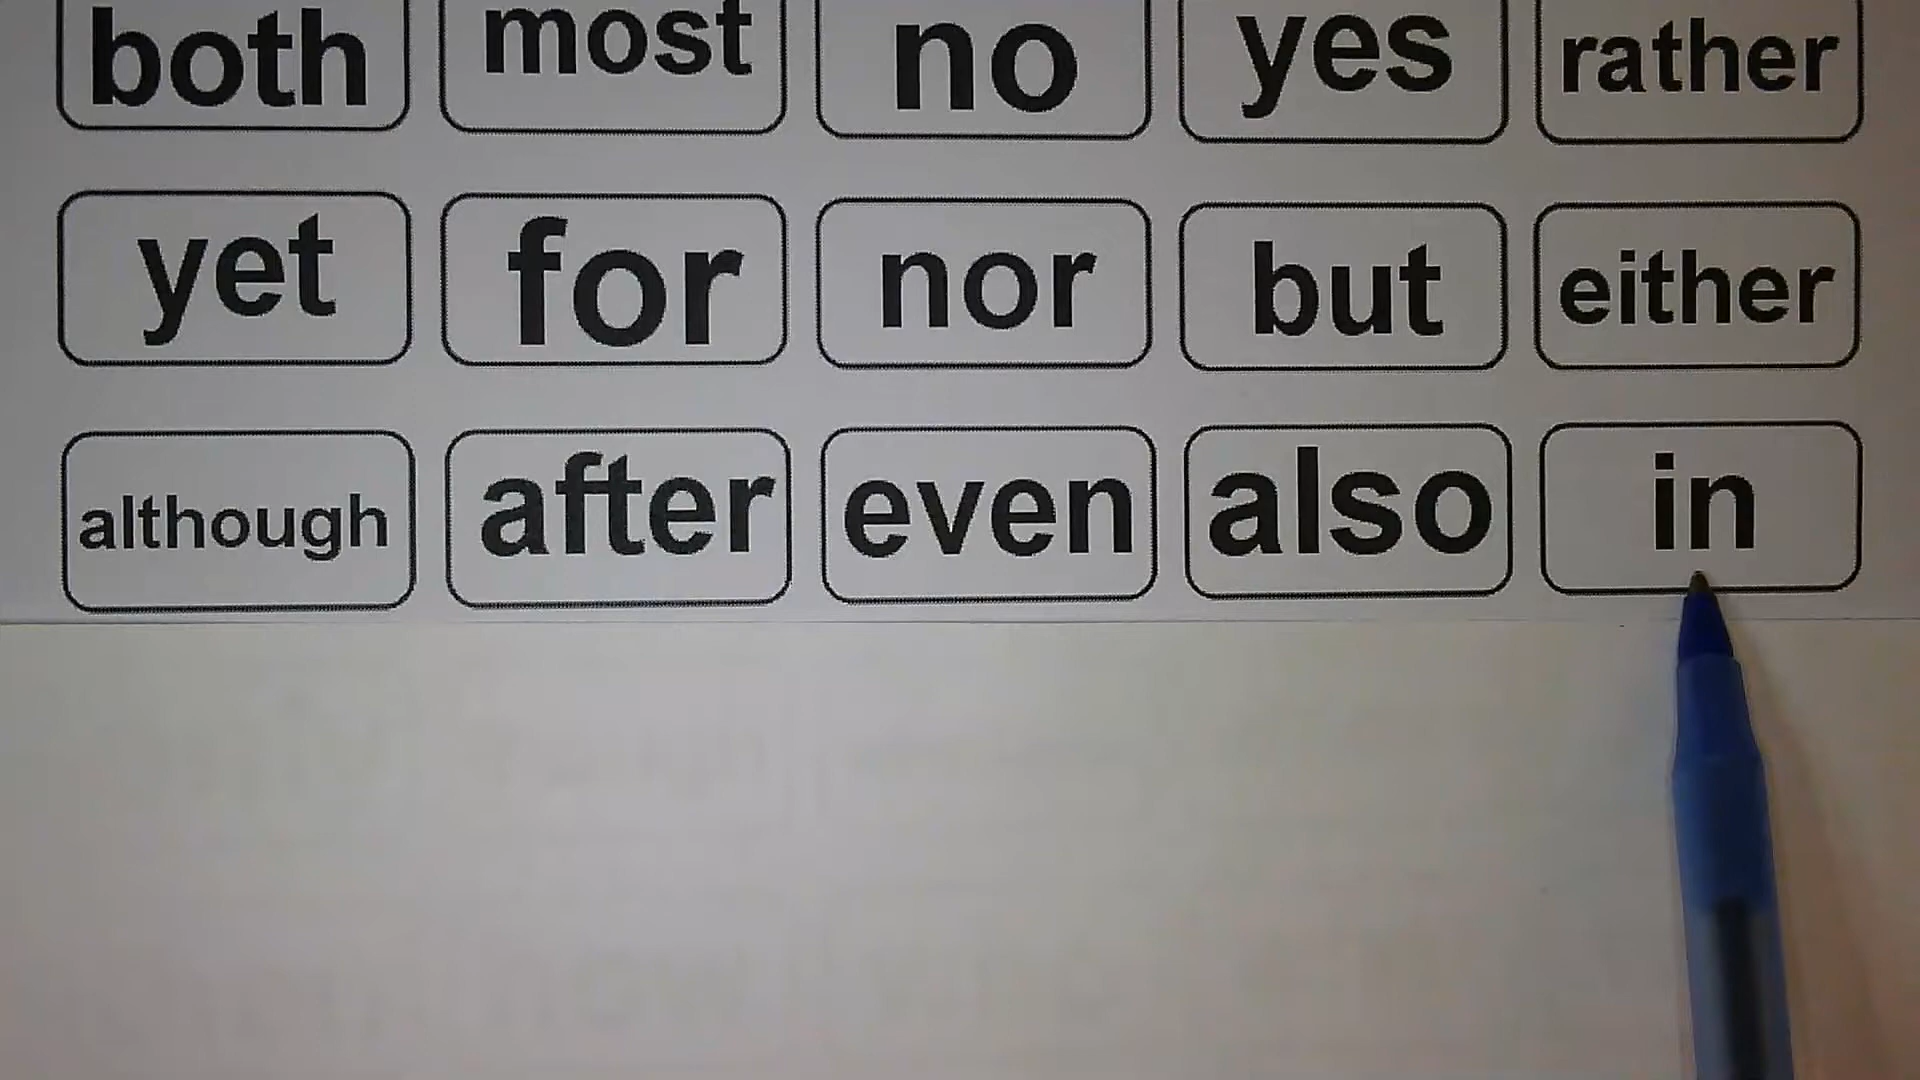 both most no yes rather
yet for nor but either
although after even also in